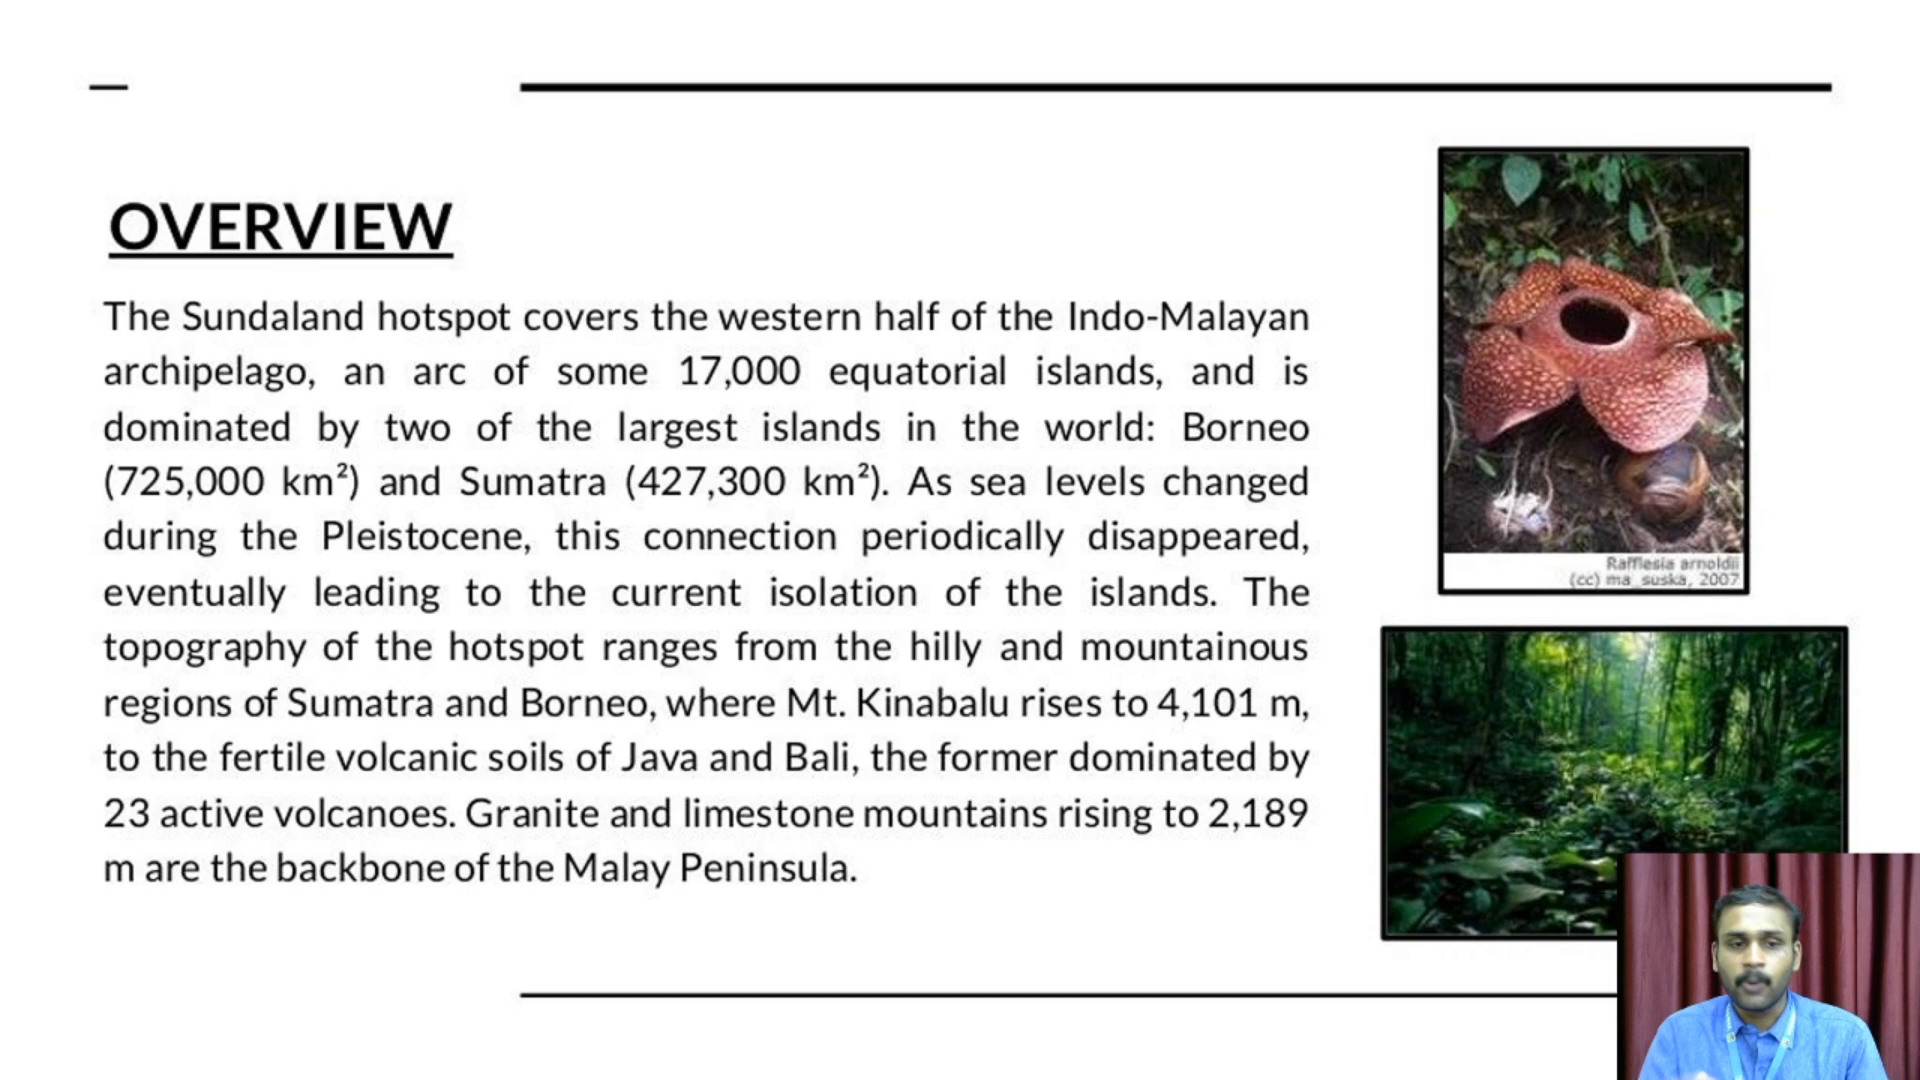 OVERVIEW
The Sundaland hotspot covers the western half of the Indo-Malayan
archipelago, an arc of some 17,000 equatorial islands, and is
dominated by two of the largest islands in the world: Borneo
(725,000 km²) and Sumatra (427,300 km²). As sea levels changed
during the Pleistocene, this connection periodically disappeared,
eventually leading to the current isolation of the islands. The
topography of the hotspot ranges from the hilly and mountainous
regions of Sumatra and Borneo, where Mt. Kinabalu rises to 4,101 m,
to the fertile volcanic soils of Java and Bali, the former dominated by
23 active volcanoes. Granite and limestone mountains rising to 2,189
m are the backbone of the Malay Peninsula.
Rafflesia arnoldii
(cc) ma_suska, 2007